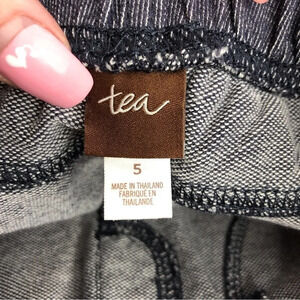 tea
5
MADE IN THAILAND
FABRIQUÉ EN
THAÏLANDE